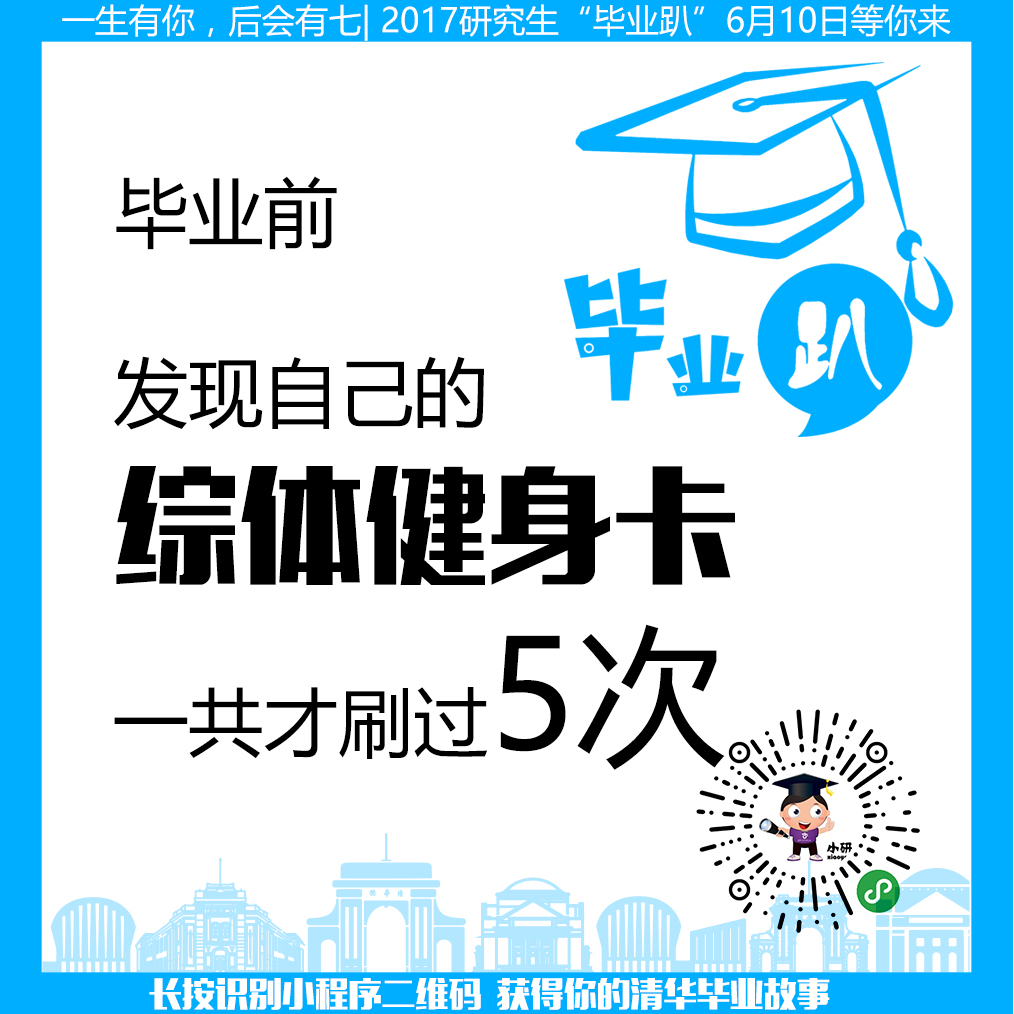 一生有你，后会有七| 2017研究生“毕业趴”6月10日等你来
毕业前
毕业趴
发现自己的
综体健身卡
一共才刷过5次
小研
长按识别小程序二维码 获得你的清华毕业故事